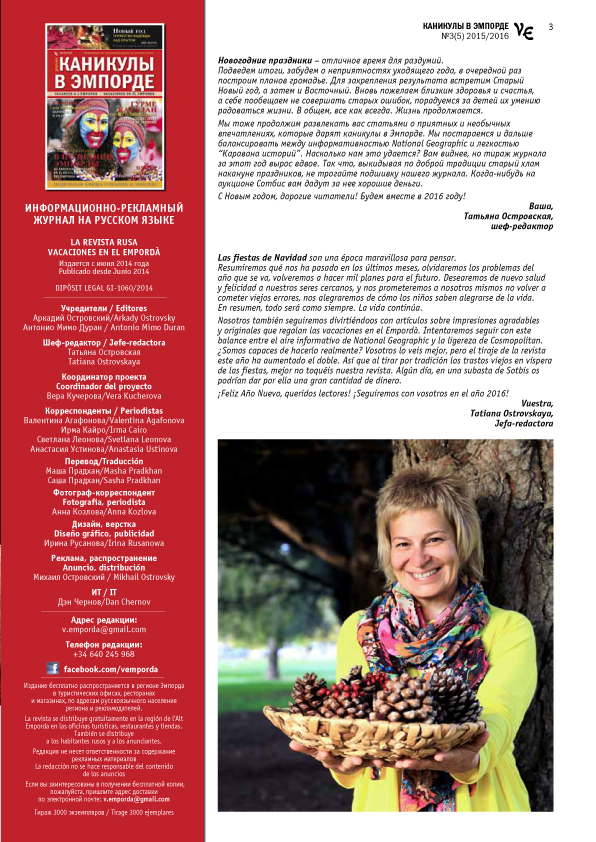 КАНИКУЛЫ В ЭМПОРДЕ
№3(5) 2015/2016
3
Новый год
КАНИКУЛЫ
В ЭМПОРДЕ
ИНФОРМАЦИОННО-РЕКЛАМНЫЙ
ЖУРНАЛ НА РУССКОМ ЯЗЫКЕ
LA REVISTA RUSA
VACACIONES EN EL EMPORDÀ
Издается с июня 2014 года
Publicado desde Junio 2014
DIPÒSIT LEGAL GI-1060/2014
Учредители / Editores
Аркадий Островский/Arkady Ostrovsky
Антонио Мимо Дуран / Antonio Mimo Duran
Шеф-редактор / Jefe-redactora
Татьяна Островская
Tatiana Ostrovskaya
Координатор проекта
Coordinador del proyecto
Вера Кучерова/Vera Kucherova
Корреспонденты / Periodistas
Валентина Агафонова/Valentina Agafonova
Ирма Кайро/Irma Cairo
Светлана Леонова/Svetlana Leonova
Анастасия Устинова/Anastasia Ustinova
Перевод/Traducción
Маша Прадхан/Masha Pradkhan
Саша Прадхан/Sasha Pradkhan
Фотограф-корреспондент
Fotografía, periodista
Анна Козлова/Anna Kozlova
Дизайн, верстка
Diseño gráfico, publicidad
Ирина Русанова/Irina Rusanowa
Реклама, распространение
Anuncio, distribución
Михаил Островский / Mikhail Ostrovsky
ИТ / IT
Дэн Чернов/Dan Chernov
Адрес редакции:
v.emporda@gmail.com
Телефон редакции:
+34 640 245 968
facebook.com/vemporda
Издание бесплатно распространяется в регионе Эмпорда
в туристических офисах, ресторанах
и магазинах, по адресам русскоязычного населения
региона и рекламодателей.
La revista se distribuye gratuitamente en la región de l'Alt
Emporda en las oficinas turísticas, restaurantes y tiendas.
También se distribuye
a los habitantes rusos y a los anunciantes.
Редакция не несет ответственности за содержание
рекламных материалов
La redacción no se hace responsable del contenido
de los anuncios
Если вы заинтересованы в получении бесплатной копии,
пожалуйста, пришлите адрес доставки
по электронной почте: v.emporda@gmail.com
Тираж 3000 экземпляров / Tirage 3000 ejemplares
Новогодние праздники – отличное время для раздумий.
Подведем итоги, забудем о неприятностях уходящего года, в очередной раз
построим планов громадье. Для закрепления результата встретим Старый
Новый год, а затем и Восточный. Вновь пожелаем близким здоровья и счастья,
а себе пообещаем не совершать старых ошибок, порадуемся за детей их умению
радоваться жизни. В общем, все как всегда. Жизнь продолжается.
Мы тоже продолжим развлекать вас статьями о приятных и необычных
впечатлениях, которые дарят каникулы в Эмпорде. Мы постараемся и дальше
балансировать между информативностью National Geographic и легкостью
“Каравана историй”. Насколько нам это удается? Вам виднее, но тираж журнала
за этот год вырос вдвое. Так что, выкидывая по доброй традиции старый хлам
накануне праздников, не трогайте подшивку нашего журнала. Когда-нибудь на
аукционе Сотбис вам дадут за нее хорошие деньги.
С Новым годом, дорогие читатели! Будем вместе в 2016 году!
Ваша,
Татьяна Островская,
шеф-редактор
Las fiestas de Navidad son una época maravillosa para pensar.
Resumiremos qué nos ha pasado en los últimos meses, olvidaremos los problemas del
año que se va, volveremos a hacer mil planes para el futuro. Desearemos de nuevo salud
y felicidad a nuestros seres cercanos, y nos prometeremos a nosotros mismos no volver a
cometer viejos errores, nos alegraremos de cómo los niños saben alegrarse de la vida.
En resumen, todo será como siempre. La vida continúa.
Nosotros también seguiremos divirtiéndoos con artículos sobre impresiones agradables
y originales que regalan las vacaciones en el Empordà. Intentaremos seguir con este
balance entre el aire informativo de National Geographic y la ligereza de Cosmopolitan.
¿Somos capaces de hacerlo realmente? Vosotros lo veis mejor, pero el tiraje de la revista
este año ha aumentado el doble. Así que al tirar por tradición los trastos viejos en víspera
de las fiestas, mejor no toquéis nuestra revista. Algún día, en una subasta de Sotbis os
podrían dar por ella una gran cantidad de dinero.
¡Feliz Año Nuevo, queridos lectores! ¡Seguiremos con vosotros en el año 2016!
Vuestra,
Tatiana Ostrovskaya,
Jefa-redactora